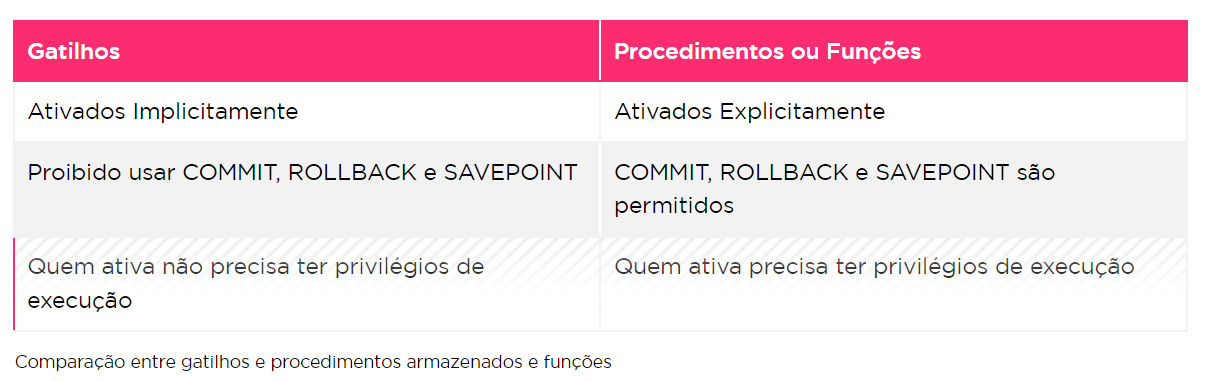 Gatilhos
Procedimentos ou Funções
Ativados Implicitamente
Ativados Explicitamente
Proibido usar COMMIT, ROLLBACK e SAVEPOINT
COMMIT, ROLLBACK e SAVEPOINT são
permitidos
Quem ativa não precisa ter privilégios de
execução
Quem ativa precisa ter privilégios de execução
Comparação entre gatilhos e procedimentos armazenados e funções